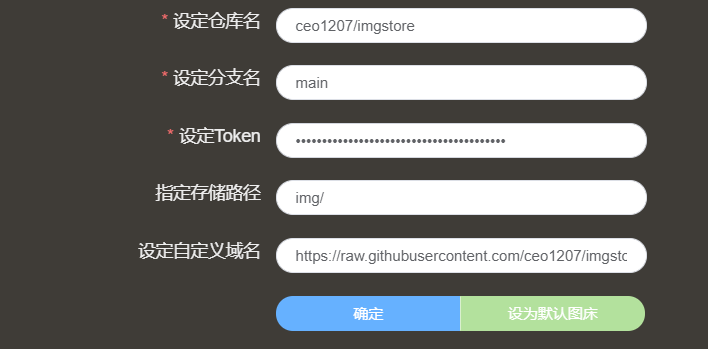 * 设定仓库名
ceo1207/imgstore
* 设定分支名
main
* 设定Token
••••••••••••••••••••••••••••••••••••••••
指定存储路径
img/
设定自定义域名
https://raw.githubusercontent.com/ceo1207/imgsto
确定
设为默认图床